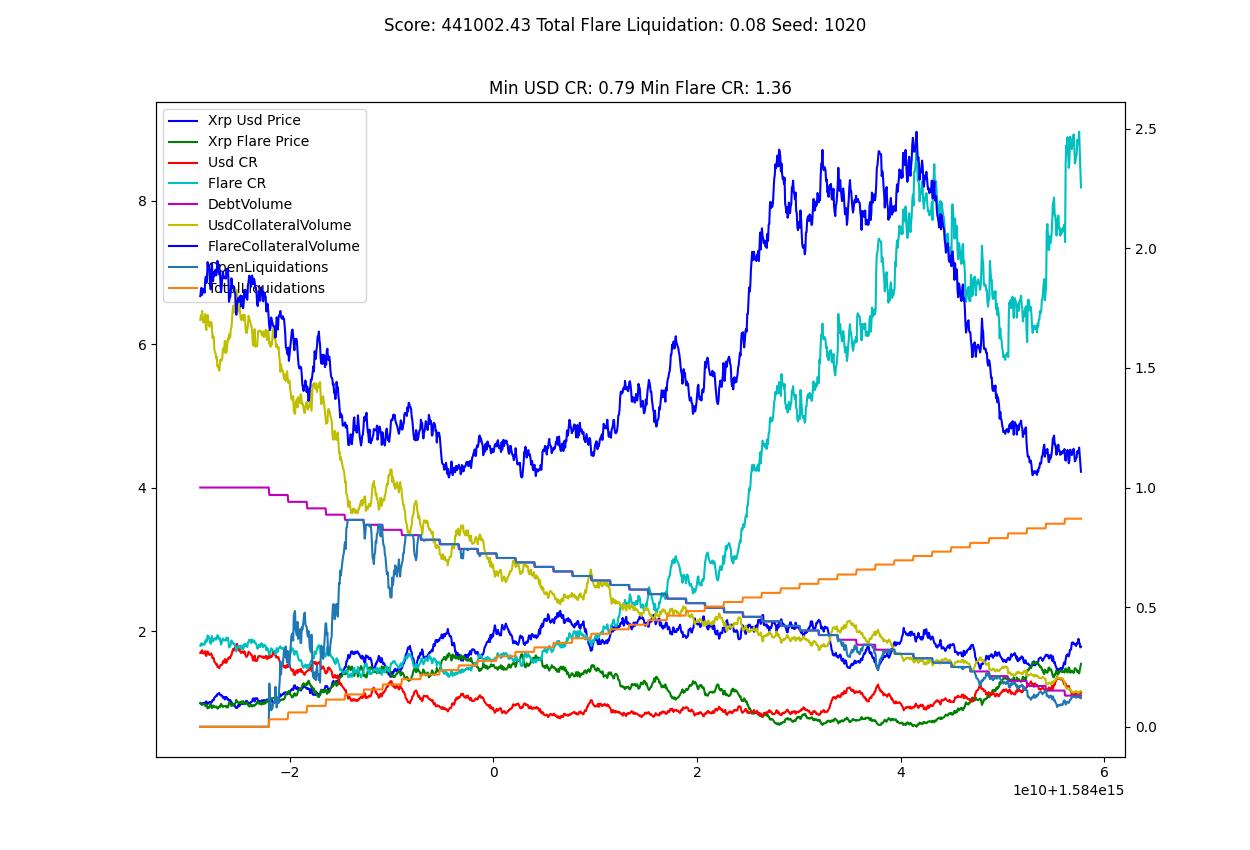 Score: 441002.43 Total Flare Liquidation: 0.08 Seed: 1020
Min USD CR: 0.79 Min Flare CR: 1.36
Xrp Usd Price
Xrp Flare Price
Usd CR
Flare CR
DebtVolume
UsdCollateralVolume
FlareCollateralVolume
OpenLiquidations
TotalLiquidations
8
6
4
2
2.5
2.0
1.5
1.0
0.5
0.0
−2
0
2
4
6
1e10+1.584e15